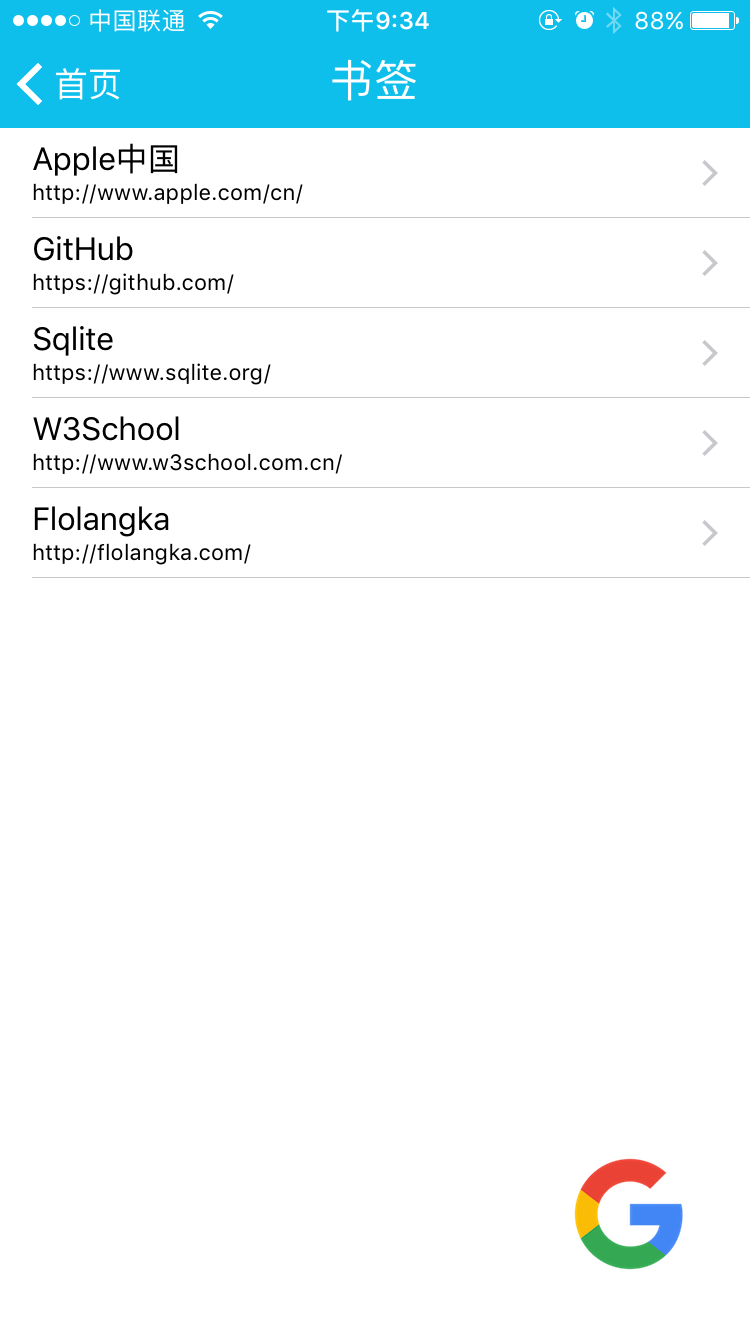 中国联通 下午9:34 88%
首页 书签
Apple中国
http://www.apple.com/cn/
GitHub
https://github.com/
Sqlite
https://www.sqlite.org/
W3School
http://www.w3school.com.cn/
Flolangka
http://flolangka.com/